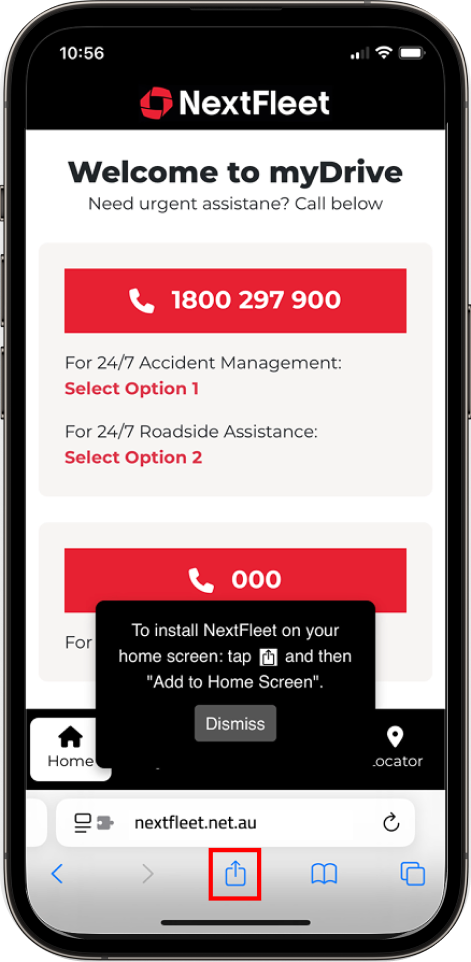 10:56
NextFleet
Welcome to myDrive
Need urgent assistane? Call below
1800 297 900
For 24/7 Accident Management:
Select Option 1
For 24/7 Roadside Assistance:
Select Option 2
000
For
To install NextFleet on your
home screen: tap and then
"Add to Home Screen".
Dismiss
Home
ocator
nextfleet.net.au